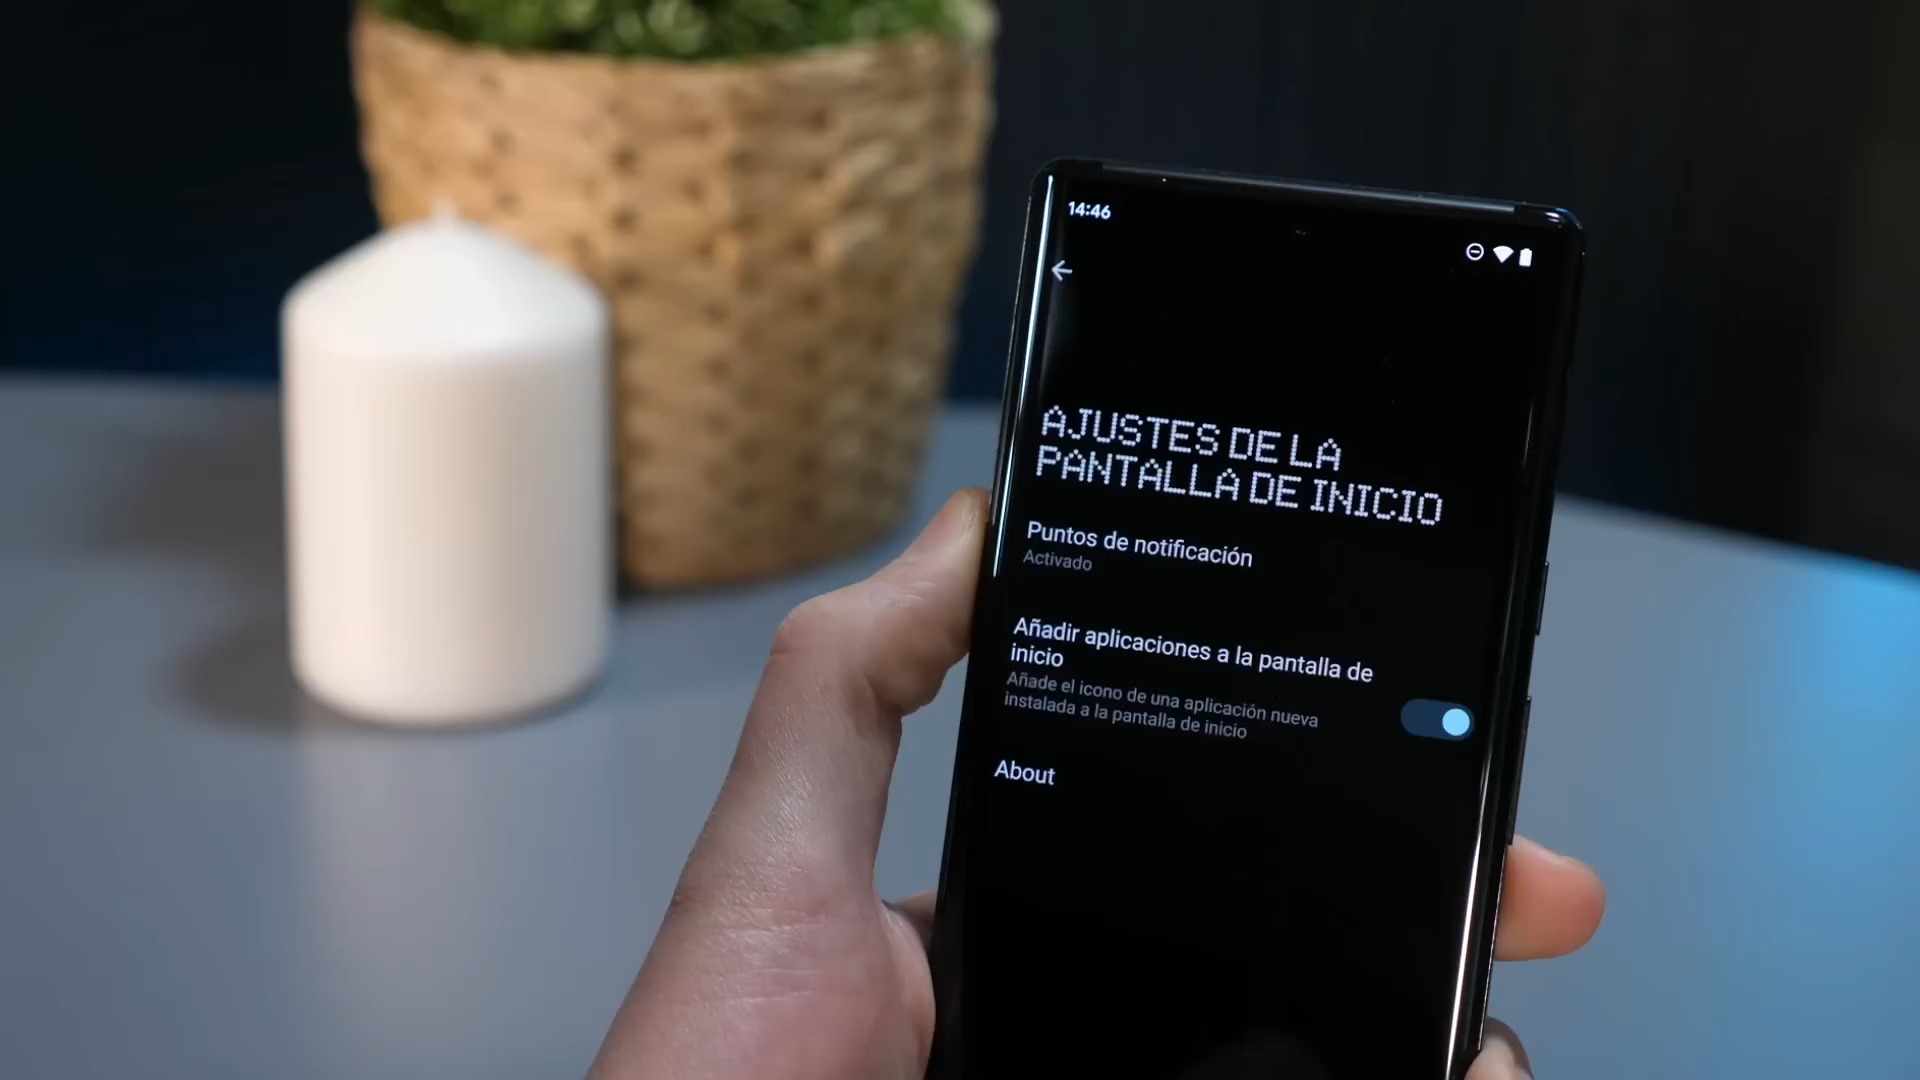 14:46
AJUSTES DE LA
PANTALLA DE INICIO
Puntos de notificación
Activado
Añadir aplicaciones a la pantalla de
inicio
Añade el icono de una aplicación nueva
instalada a la pantalla de inicio
About